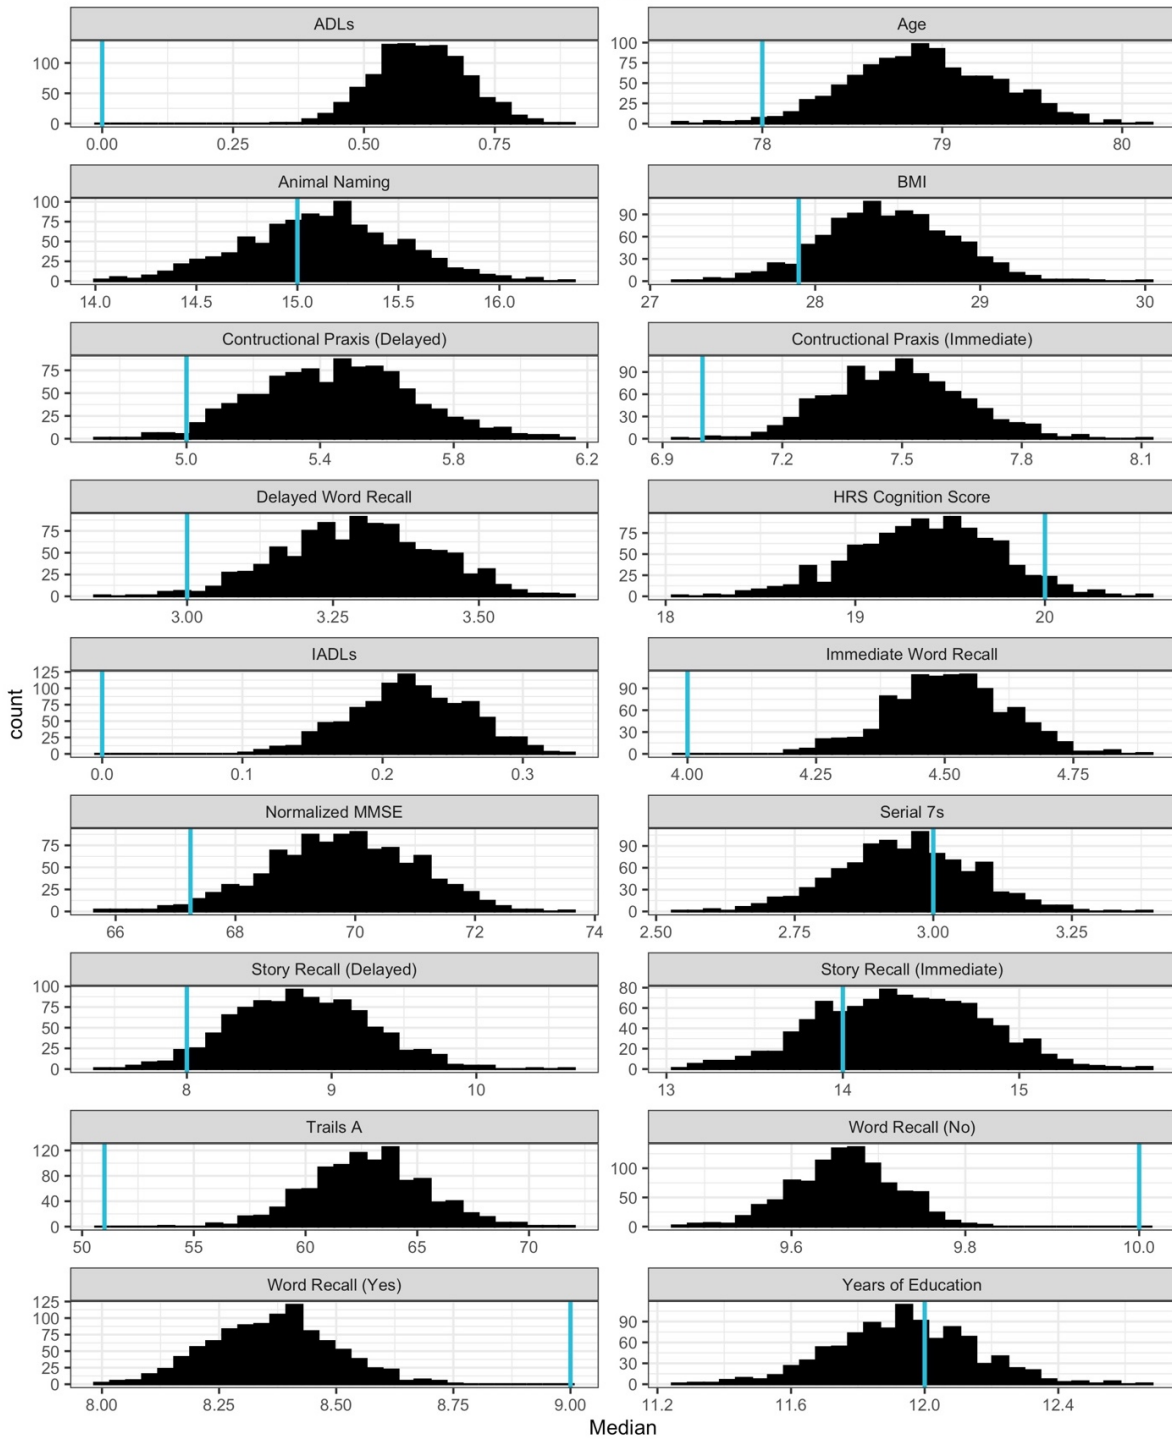 ADLs
Age
100
50
0
0.00 0.25 0.50 0.75
100
75
50
25
0
78 79 80
Animal Naming
BMI
100
75
50
25
0
14.0 14.5 15.0 15.5 16.0
90
60
30
0
27 28 29 30
Contructional Praxis (Delayed)
Contructional Praxis (Immediate)
75
50
25
0
5.0 5.4 5.8 6.2
90
60
30
0
6.9 7.2 7.5 7.8 8.1
Delayed Word Recall
HRS Cognition Score
75
50
25
0
3.00 3.25 3.50
75
50
25
0
18 19 20
IADLs
Immediate Word Recall
125
100
75
50
25
0
0.0 0.1 0.2 0.3
90
60
30
0
4.00 4.25 4.50 4.75
count
Normalized MMSE
Serial 7s
75
50
25
0
66 68 70 72 74
90
60
30
0
2.50 2.75 3.00 3.25
Story Recall (Delayed)
Story Recall (Immediate)
100
75
50
25
0
8 9 10
80
60
40
20
0
13 14 15
Trails A
Word Recall (No)
120
80
40
0
50 55 60 65 70
100
50
0
9.6 9.8 10.0
Word Recall (Yes)
Years of Education
125
100
75
50
25
0
8.00 8.25 8.50 8.75 9.00
90
60
30
0
11.2 11.6 12.0 12.4
Median